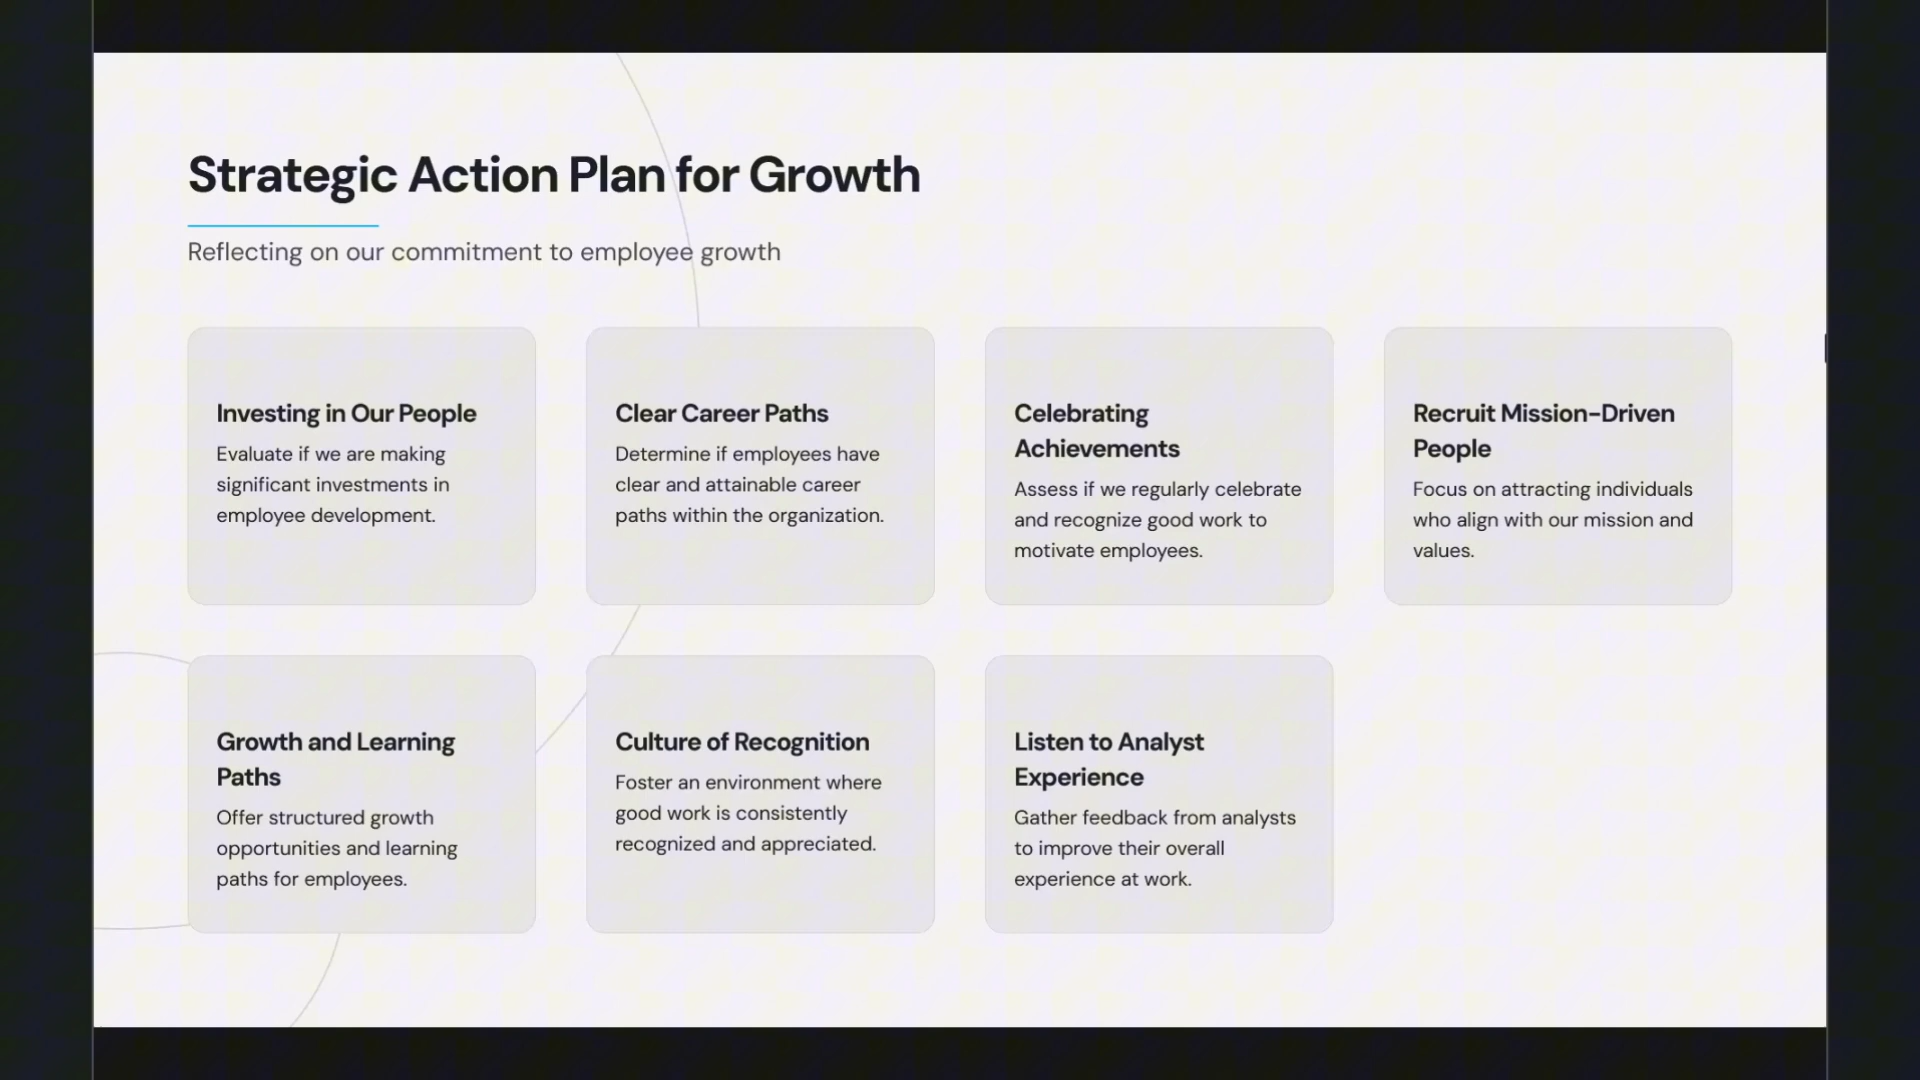 Strategic Action Plan for Growth
Reflecting on our commitment to employee growth
Investing in Our People
Evaluate if we are making
significant investments in
employee development.
Clear Career Paths
Determine if employees have
clear and attainable career
paths within the organization.
Celebrating
Achievements
Assess if we regularly celebrate
and recognize good work to
motivate employees.
Recruit Mission-Driven
People
Focus on attracting individuals
who align with our mission and
values.
Growth and Learning
Paths
Offer structured growth
opportunities and learning
paths for employees.
Culture of Recognition
Foster an environment where
good work is consistently
recognized and appreciated.
Listen to Analyst
Experience
Gather feedback from analysts
to improve their overall
experience at work.